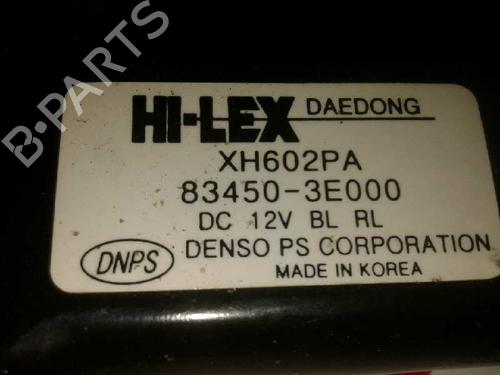 HI-LEX DAEDONG
XH602PA
83450-3E000
DC 12V BL RL
DNPS DENSO PS CORPORATION
MADE IN KOREA
B-PARTS